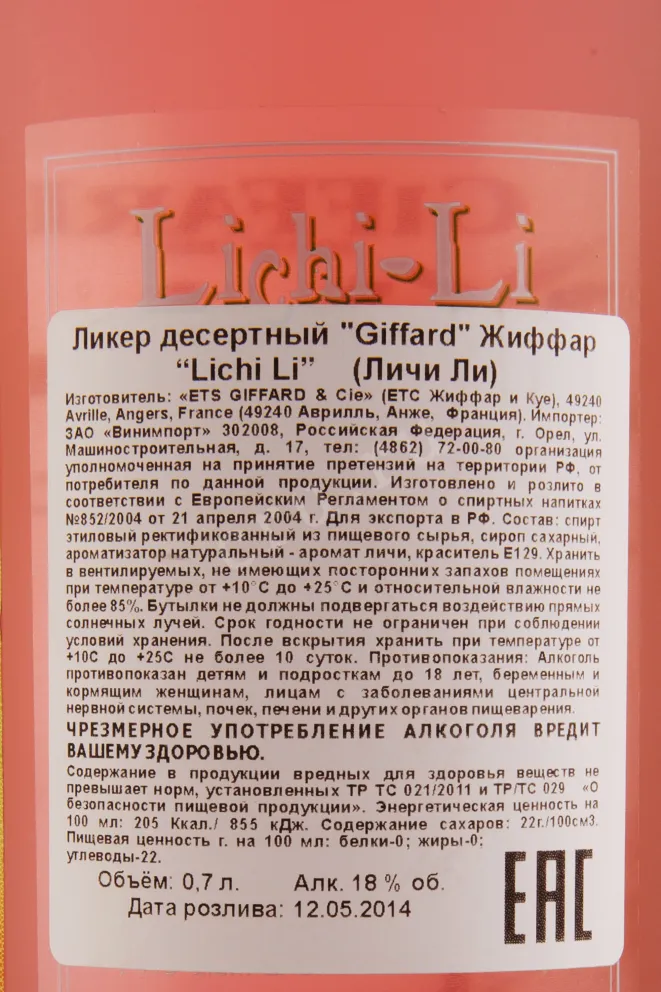 Lichi-Li
Ликер десертный "Giffard" Жиффар
“Lichi Li” (Личи Ли)
Изготовитель: «ETS GIFFARD & Cie» (ЕТС Жиффар и Куе), 49240
Avrille, Angers, France (49240 Аврилль, Анже, Франция). Импортер:
ЗАО «Винимпорт» 302008, Российская Федерация, г. Орел, ул.
Машиностроительная, д. 17, тел: (4862) 72-00-80 организация
уполномоченная на принятие претензий на территории РФ, от
потребителя по данной продукции. Изготовлено и розлито в
соответствии с Европейским Регламентом о спиртных напитках
№852/2004 от 21 апреля 2004 г. Для экспорта в РФ. Состав: спирт
этиловый ректификованный из пищевого сырья, сироп сахарный,
ароматизатор натуральный - аромат личи, краситель Е129. Хранить
в вентилируемых, не имеющих посторонних запахов помещениях
при температуре от +10°С до +25°С и относительной влажности не
более 85%. Бутылки не должны подвергаться воздействию прямых
солнечных лучей. Срок годности не ограничен при соблюдении
условий хранения. После вскрытия хранить при температуре от
+10С до +25С не более 10 суток. Противопоказания: Алкоголь
противопоказан детям и подросткам до 18 лет, беременным и
кормящим женщинам, лицам с заболеваниями центральной
нервной системы, почек, печени и других органов пищеварения.
ЧРЕЗМЕРНОЕ УПОТРЕБЛЕНИЕ АЛКОГОЛЯ ВРЕДИТ
ВАШЕМУ ЗДОРОВЬЮ.
Содержание в продукции вредных для здоровья веществ не
превышает норм, установленных ТР ТС 021/2011 и ТР/ТС 029 «О
безопасности пищевой продукции». Энергетическая ценность на
100 мл: 205 Ккал./ 855 кДж. Содержание сахаров: 22г./100см3.
Пищевая ценность г. на 100 мл: белки-0; жиры-0;
углеводы-22.
Объём: 0,7 л. Алк. 18 % об.
Дата розлива: 12.05.2014
ЕАС